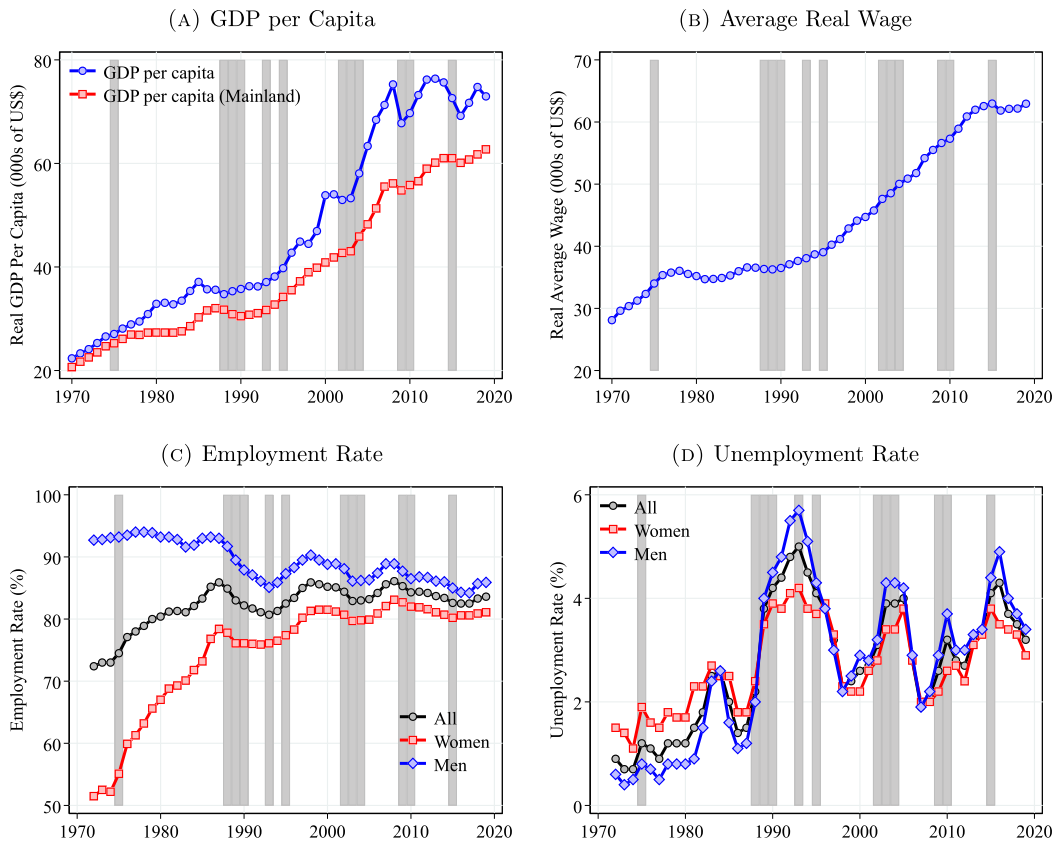 (A) GDP per Capita
Real GDP Per Capita (000s of US$)
80
60
40
20
GDP per capita
GDP per capita (Mainland)
1970 1980 1990 2000 2010 2020
(B) Average Real Wage
Real Average Wage (000s of US$)
70
60
50
40
30
20
1970 1980 1990 2000 2010 2020
(C) Employment Rate
Employment Rate (%)
100
90
80
70
60
50
All
Women
Men
1970 1980 1990 2000 2010 2020
(D) Unemployment Rate
Unemployment Rate (%)
6
4
2
0
All
Women
Men
1970 1980 1990 2000 2010 2020